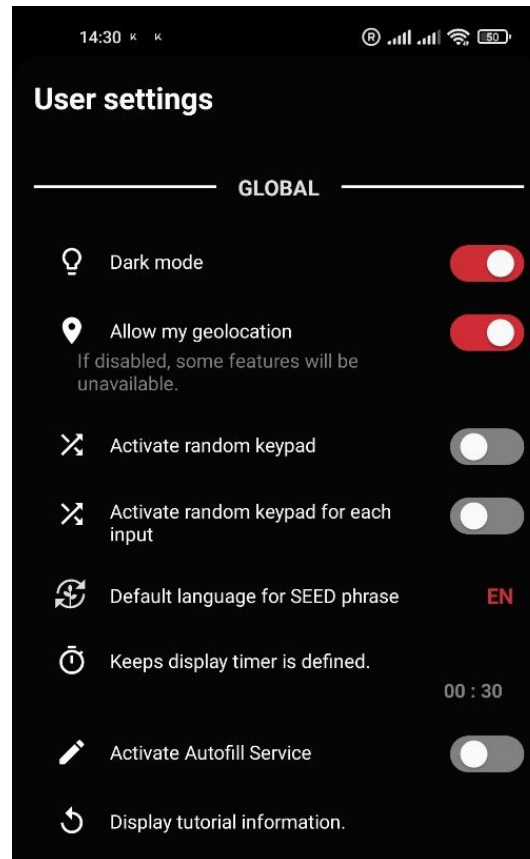 14:30 K K
® 50
User settings
GLOBAL
Dark mode
Allow my geolocation
If disabled, some features will be
unavailable.
Activate random keypad
Activate random keypad for each
input
Default language for SEED phrase EN
Keeps display timer is defined.
00 : 30
Activate Autofill Service
Display tutorial information.